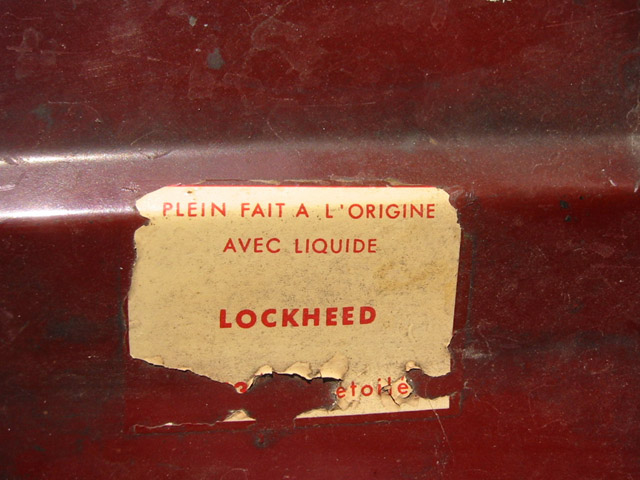 PLEIN FAIT A L'ORIGINE
AVEC LIQUIDE
LOCKHEED
etoile